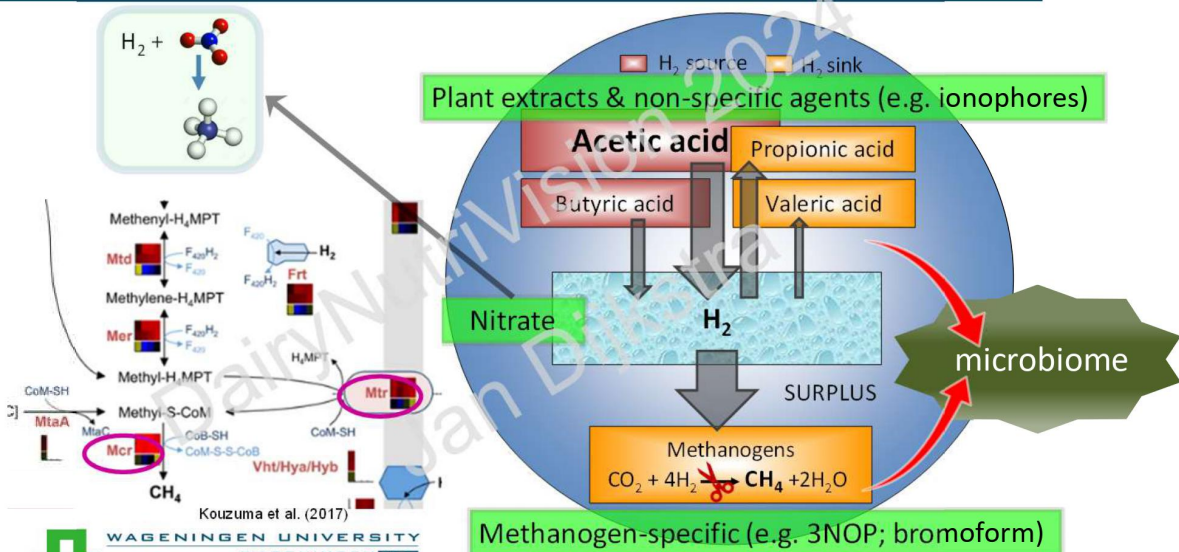 H2 +
H2 source
H2 sink
Plant extracts & non-specific agents (e.g. ionophores)
Acetic acid
Propionic acid
Butyric acid
Valeric acid
Nitrate
H2
SURPLUS
microbiome
Methanogens
CO2 + 4H2 → CH4 +2H2O
Methanogen-specific (e.g. 3NOP; bromoform)
Methenyl-H4MPT
Mtd
F420H2
F420
F420
H2
F420H2
Frt
Methylene-H4MPT
Mer
F420H2
F420
H4MPT
Methyl-H4MPT
Mtr
CoM-SH
C]
MtaA
Methyl-S-CoM
MtaC
CoM-SH
Mcr
CoB-SH
CoM-S-S-CoB
Vht/Hya/Hyb
CH4
Kouzuma et al. (2017)
WAGENINGEN UNIVERSITY
DairyNutriVision 2024
Jan Dijkstra